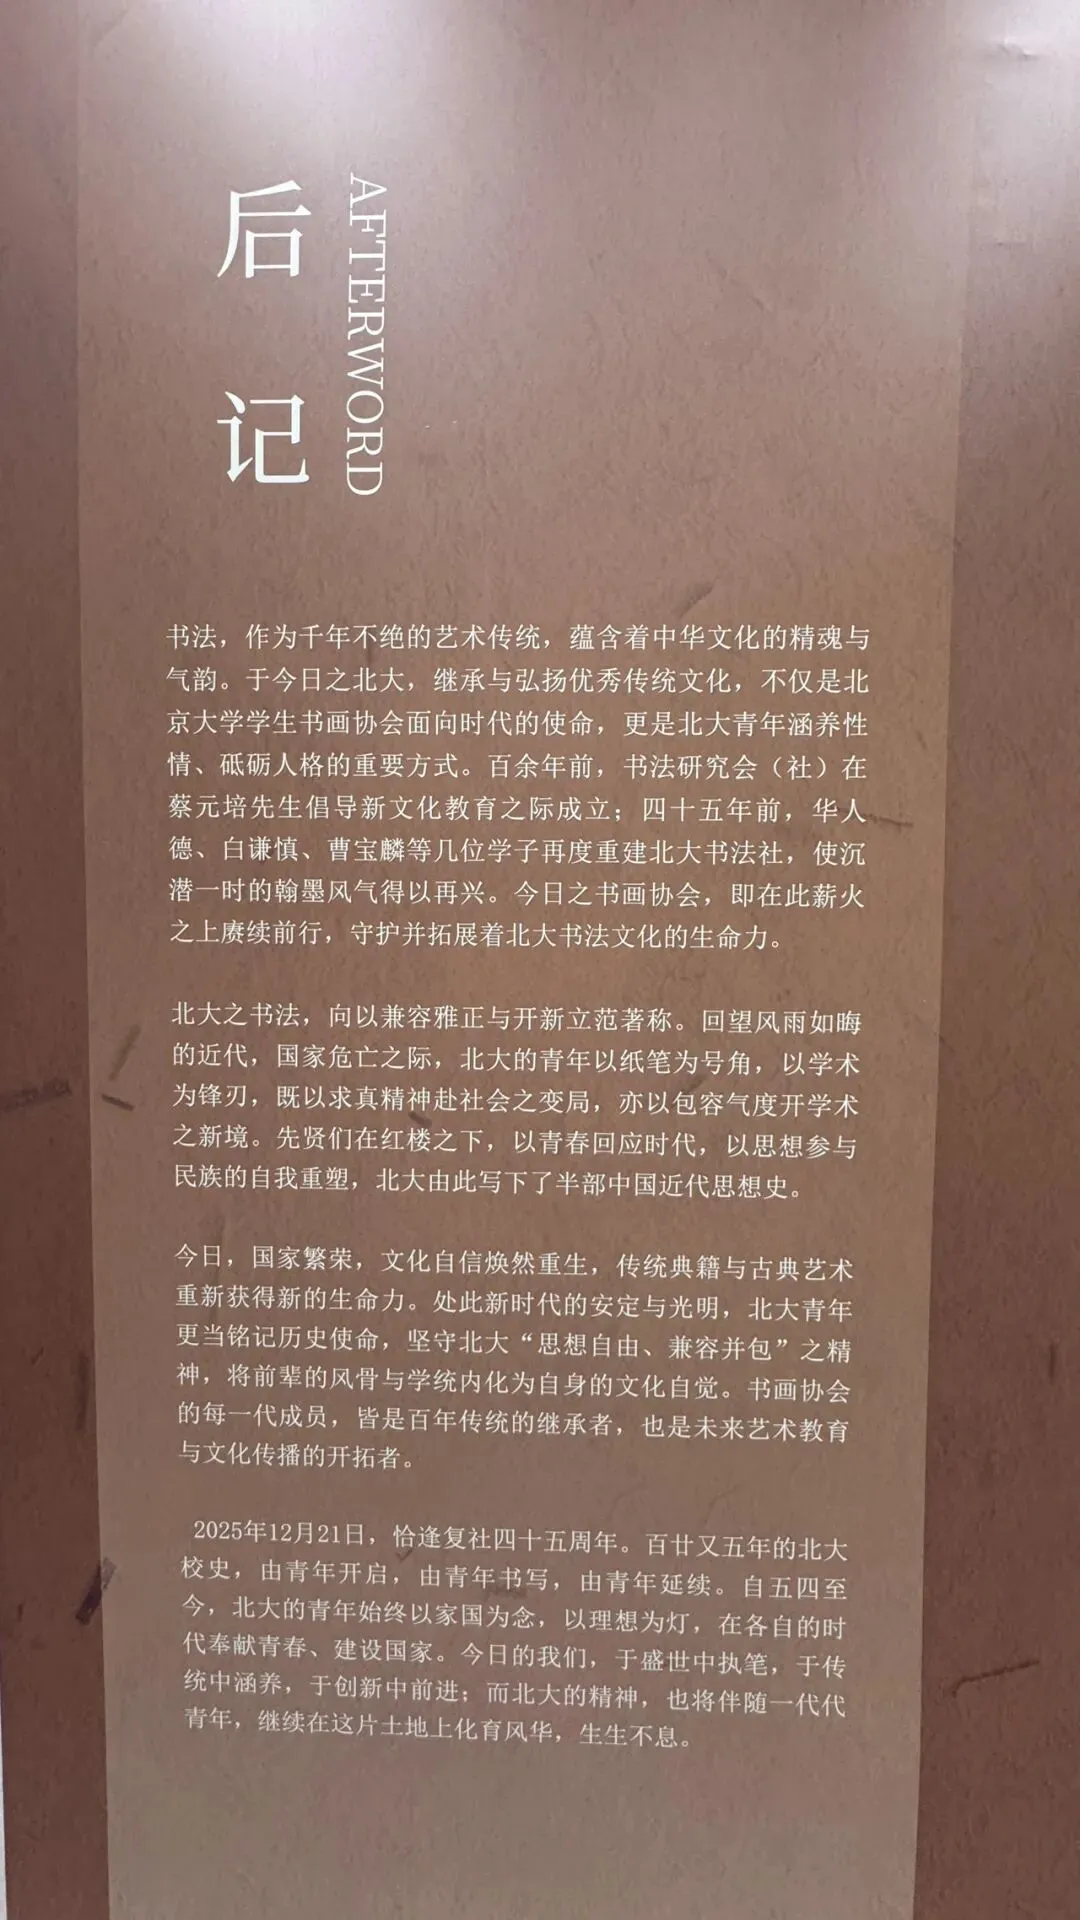 后记
AFTERWORD
书法，作为千年不绝的艺术传统，蕴含着中华文化的精魂与
气韵。于今日之北大，继承与弘扬优秀传统文化，不仅是北
京大学学生书画协会面向时代的使命，更是北大青年涵养性
情、砥砺人格的重要方式。百余年前，书法研究会（社）在
蔡元培先生倡导新文化教育之际成立；四十五年前，华人
德、白谦慎、曹宝麟等几位学子再度重建北大书法社，使沉
潜一时的翰墨风气得以再兴。今日之书画协会，即在此薪火
之上赓续前行，守护并拓展着北大书法文化的生命力。
北大之书法，向以兼容雅正与开新立范著称。回望风雨如晦
的近代，国家危亡之际，北大的青年以纸笔为号角，以学术
为锋刃，既以求真精神赴社会之变局，亦以包容气度开学术
之新境。先贤们在红楼之下，以青春回应时代，以思想参与
民族的自我重塑，北大由此写下了半部中国近代思想史。
今日，国家繁荣，文化自信焕然重生，传统典籍与古典艺术
重新获得新的生命力。处此新时代的安定与光明，北大青年
更当铭记历史使命，坚守北大“思想自由、兼容并包”之精
神，将前辈的风骨与学统内化为自身的文化自觉。书画协会
的每一代成员，皆是百年传统的继承者，也是未来艺术教育
与文化传播的开拓者。
2025年12月21日，恰逢复社四十五周年。百廿又五年的北大
校史，由青年开启，由青年书写，由青年延续。自五四至
今，北大的青年始终以家国为念，以理想为灯，在各自的时
代奉献青春、建设国家。今日的我们，于盛世中执笔，于传
统中涵养，于创新中前进；而北大的精神，也将伴随一代代
青年，继续在这片土地上化育风华，生生不息。